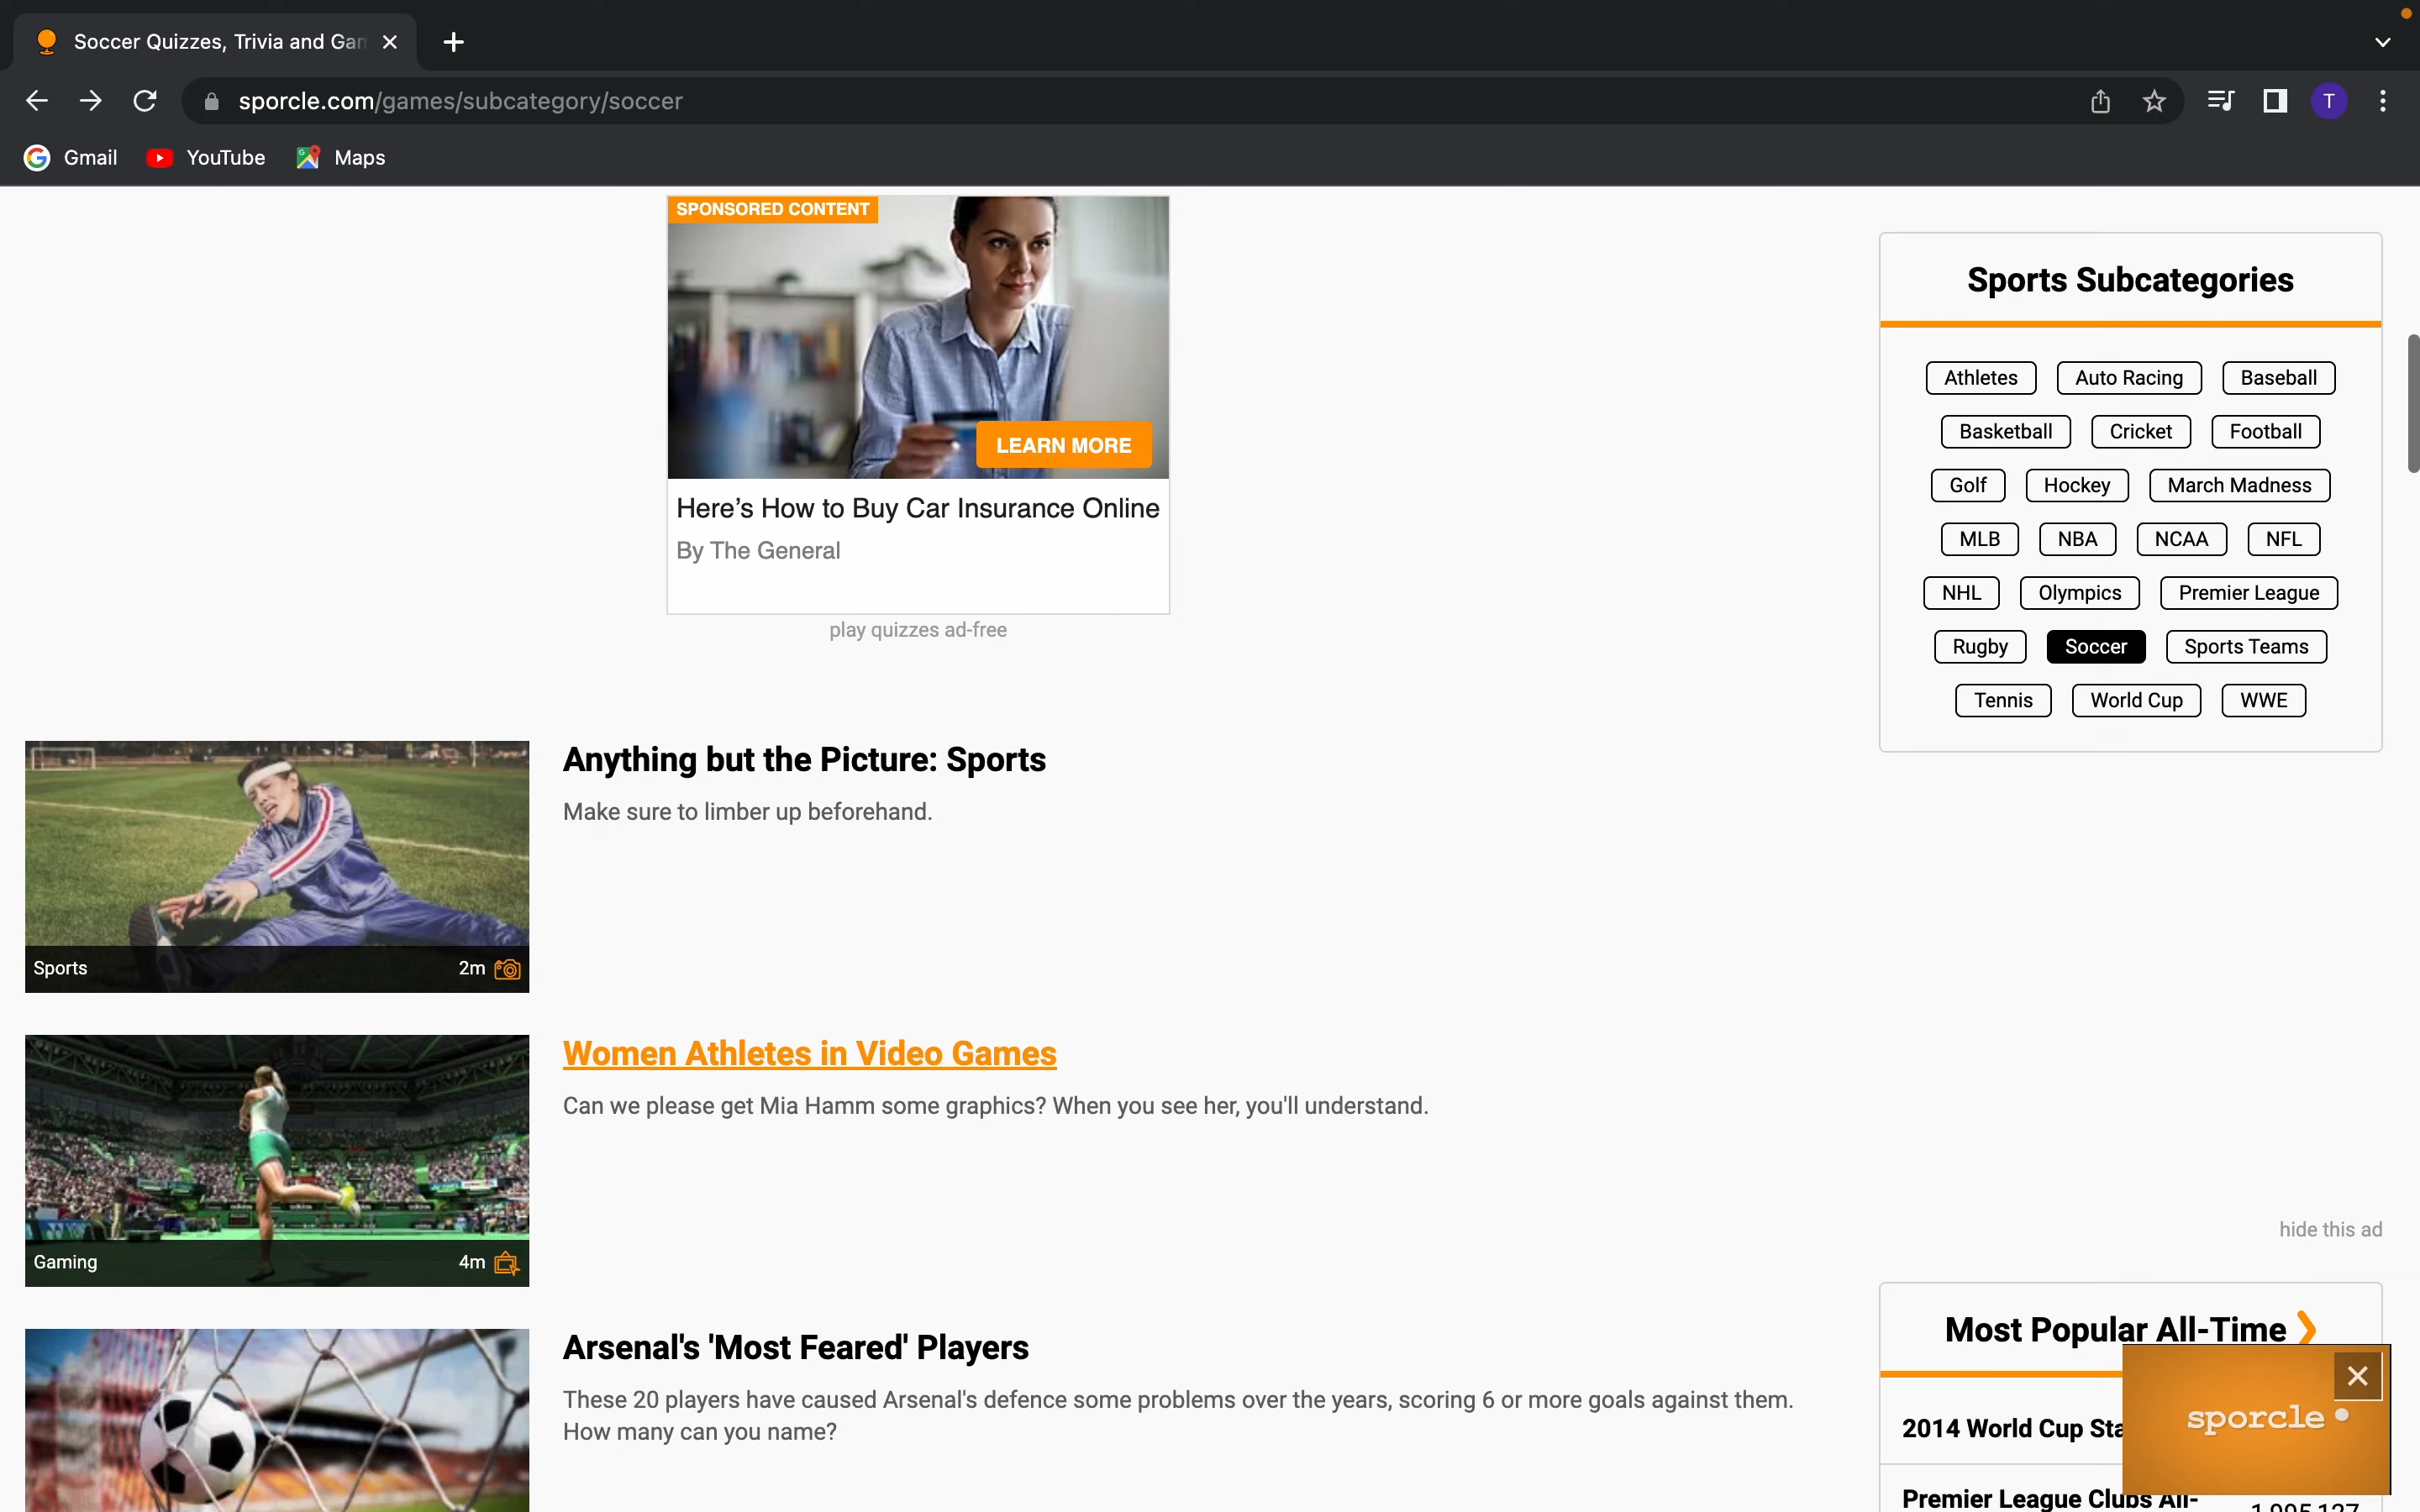 Soccer Quizzes, Trivia and Gam
sporcle.com/games/subcategory/soccer
T
Gmail YouTube Maps
SPONSORED CONTENT
LEARN MORE
Here's How to Buy Car Insurance Online
By The General
play quizzes ad-free
Anything but the Picture: Sports
Make sure to limber up beforehand.
Sports 2m
Women Athletes in Video Games
Can we please get Mia Hamm some graphics? When you see her, you'll understand.
Gaming 4m
Arsenal's 'Most Feared' Players
These 20 players have caused Arsenal's defence some problems over the years, scoring 6 or more goals against them.
How many can you name?
Sports Subcategories
Athletes Auto Racing Baseball
Basketball Cricket Football
Golf Hockey March Madness
MLB NBA NCAA NFL
NHL Olympics Premier League
Rugby Soccer Sports Teams
Tennis World Cup WWE
hide this ad
Most Popular All-Time
2014 World Cup Sta
Premier League Clubs All-
sporcle